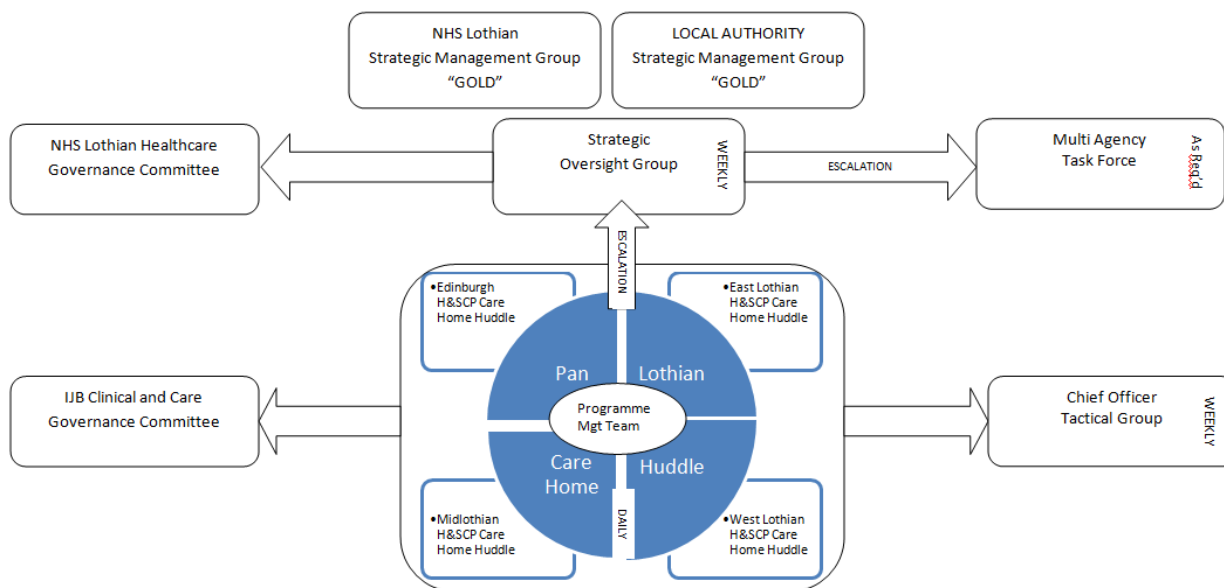 NHS Lothian
Strategic Management Group
“GOLD”
LOCAL AUTHORITY
Strategic Management Group
“GOLD”
NHS Lothian Healthcare
Governance Committee
Strategic
Oversight Group
WEEKLY
ESCALATION
Multi Agency
Task Force
As Req'd
ESCALATION
•Edinburgh
H&SCP Care
Home Huddle
•East Lothian
H&SCP Care
Home Huddle
Pan
Lothian
Programme
Mgt Team
Care
Home
Huddle
DAILY
IJB Clinical and Care
Governance Committee
Chief Officer
Tactical Group
WEEKLY
•Midlothian
H&SCP Care
Home Huddle
•West Lothian
H&SCP Care
Home Huddle